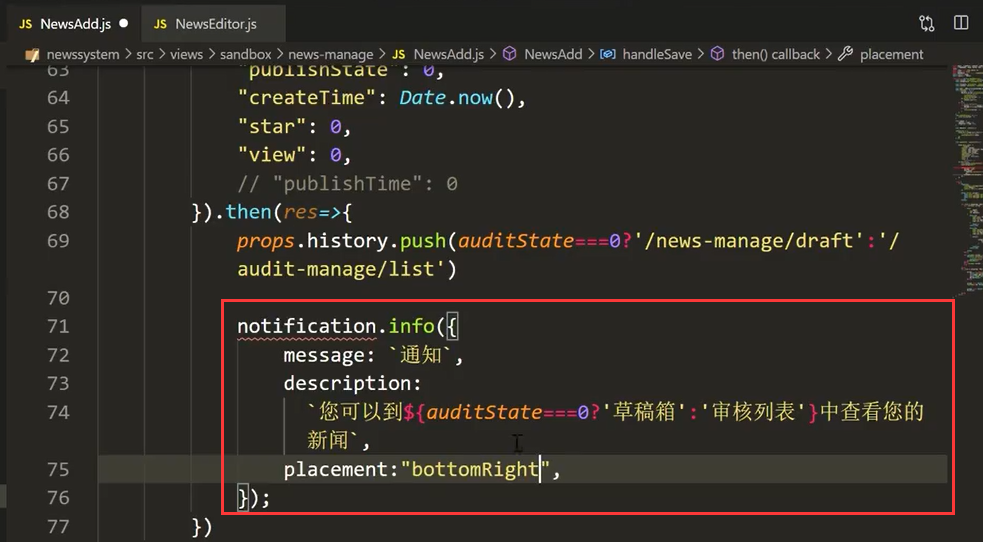 JS NewsAdd.js
JS NewsEditor.js
newssystem > src > views > sandbox > news-manage > JS NewsAdd.js > NewsAdd > handleSave > then() callback > placement
63 "publishState": 0,
64 "createTime": Date.now(),
65 "star": 0,
66 "view": 0,
67 // "publishTime": 0
68 }).then(res=>{
69 props.history.push(auditState===0?'/news-manage/draft':'/
audit-manage/list')
70
71 notification.info({
72 message: `通知`,
73 description:
74 `您可以到${auditState===0?'草稿箱':'审核列表'}中查看您的
新闻`,
75 placement:"bottomRight",
76 });
77 })